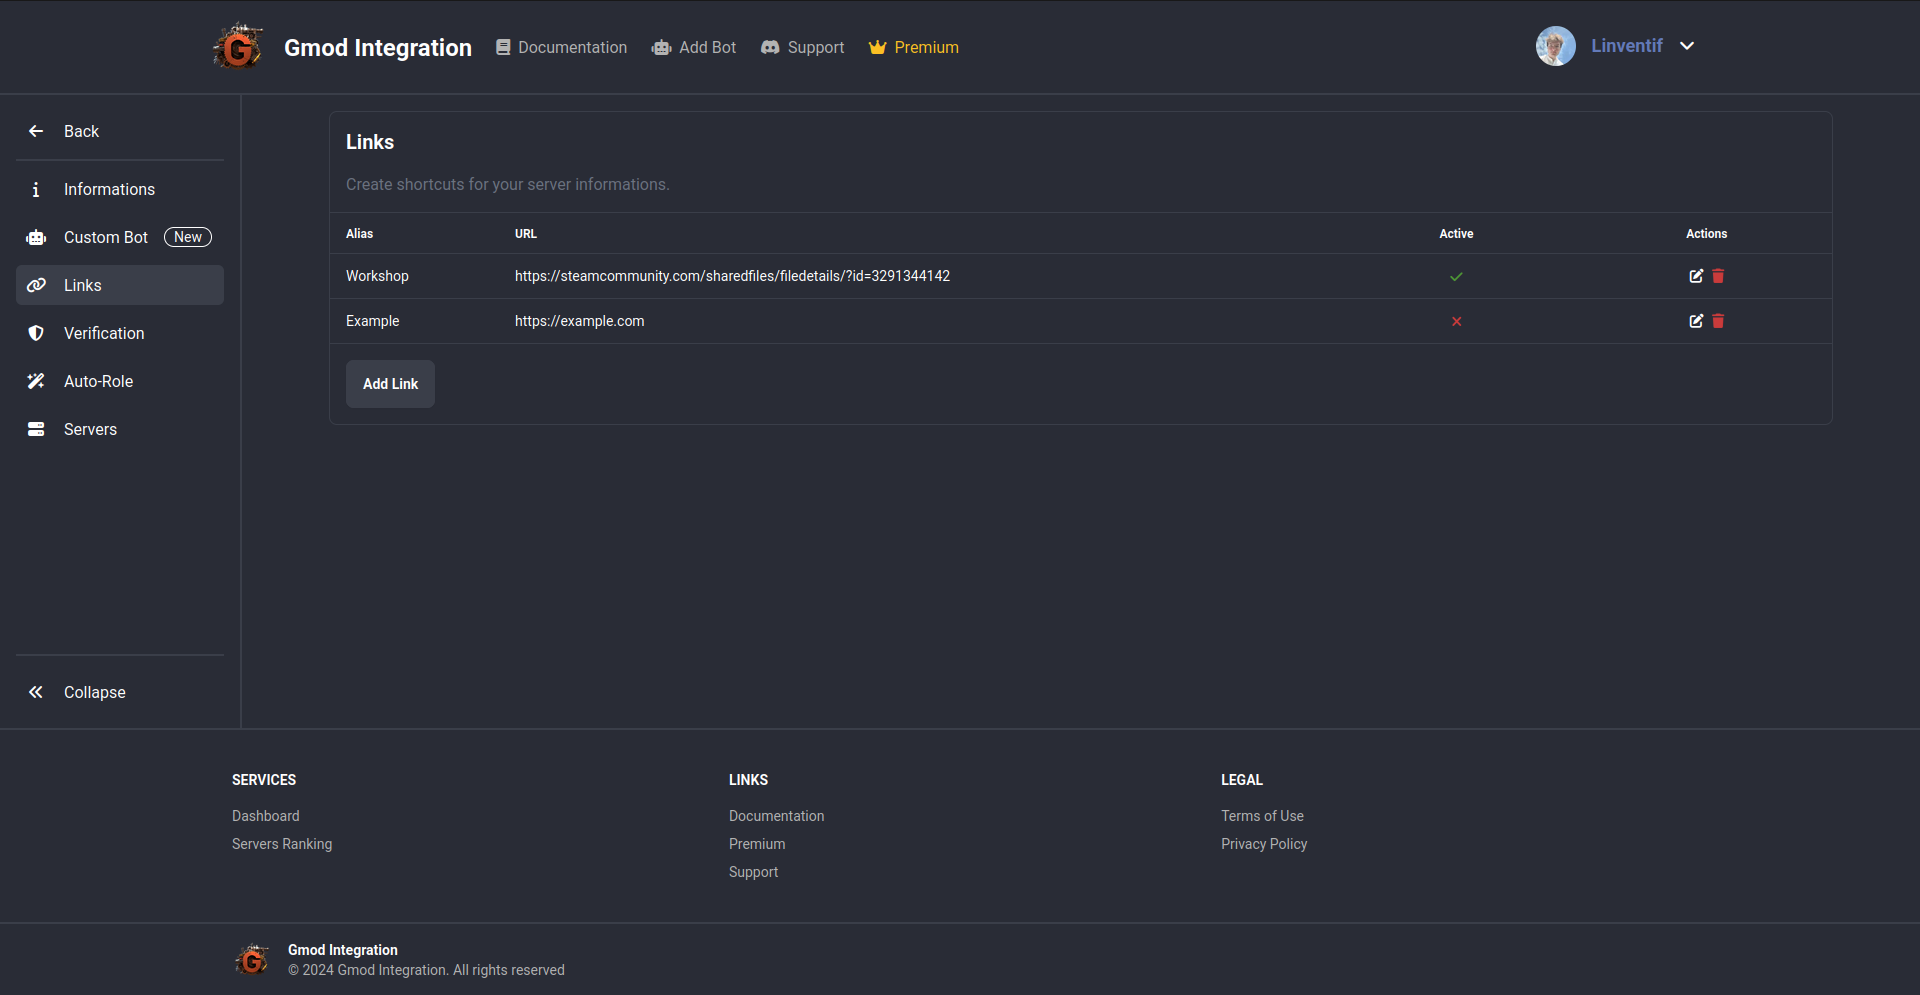 Gmod Integration
Documentation
Add Bot
Support
Premium
Linventif
Back
Informations
Custom Bot New
Links
Verification
Auto-Role
Servers
Collapse
Links
Create shortcuts for your server informations.
Alias URL Active Actions
Workshop https://steamcommunity.com/sharedfiles/filedetails/?id=3291344142
Example https://example.com
Add Link
SERVICES
Dashboard
Servers Ranking
LINKS
Documentation
Premium
Support
LEGAL
Terms of Use
Privacy Policy
G
G
Gmod Integration
© 2024 Gmod Integration. All rights reserved